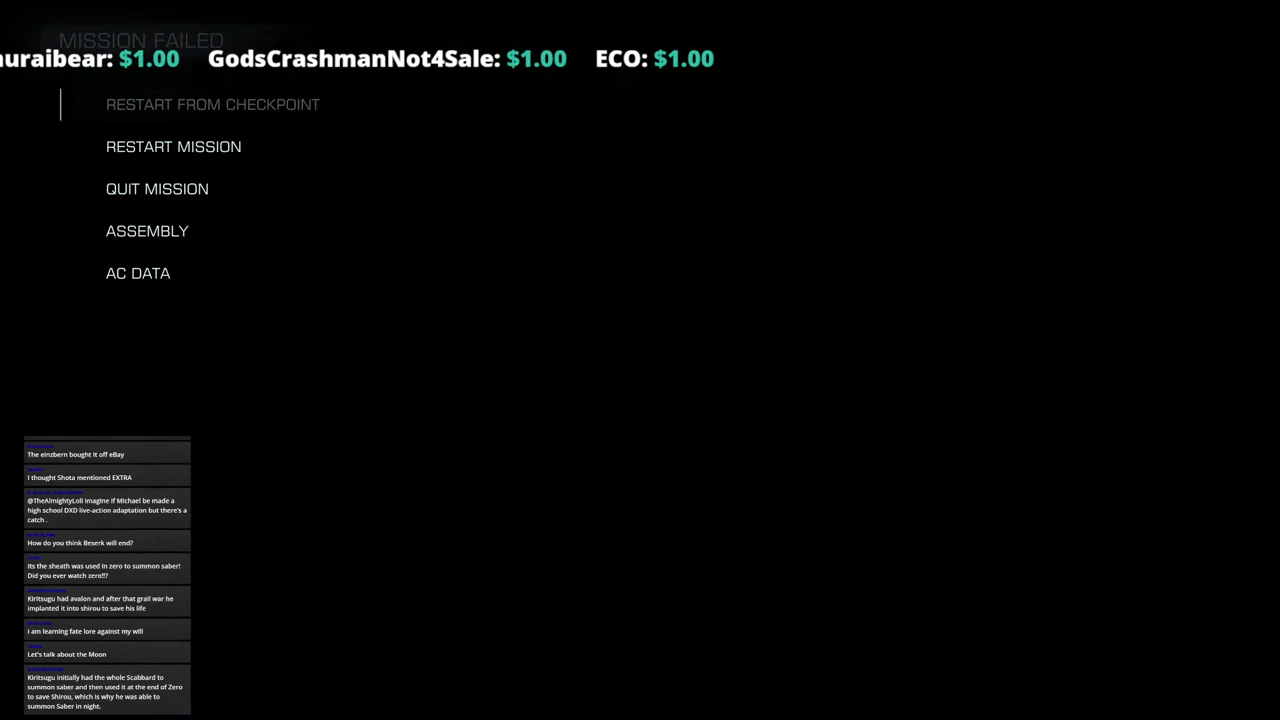 MISSION FAILED
uraibear: $1.00 GodsCrashmanNot4Sale: $1.00 ECO: $1.00
RESTART FROM CHECKPOINT
RESTART MISSION
QUIT MISSION
ASSEMBLY
AC DATA
The einzbern bought it off eBay
I thought Shota mentioned EXTRA
@TheAlmightyLoli Imagine if Michael be made a
high school DXD live-action adaptation but there's a
catch .
How do you think Beserk will end?
Its the sheath was used in zero to summon saber!
Did you ever watch zero!!?
Kiritsugu had avalon and after that grail war he
implanted it into shirou to save his life
I am learning fate lore against my will
Let's talk about the Moon
Kiritsugu initially had the whole Scabbard to
summon saber and then used it at the end of Zero
to save Shirou, which is why he was able to
summon Saber in night.